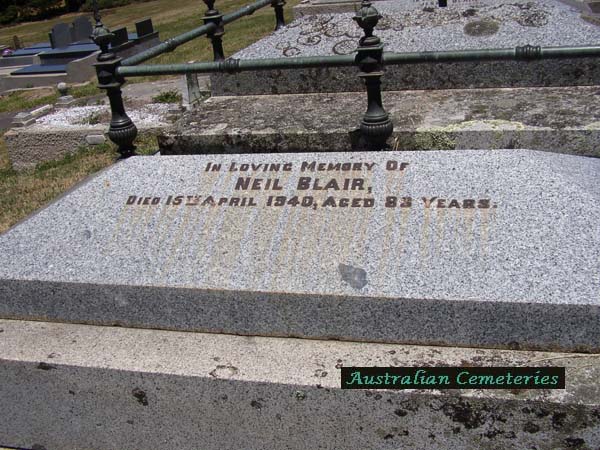 In Loving Memory Of
NEIL BLAIR,
Died 15TH April 1940, Aged 83 Years.
Australian Cemeteries